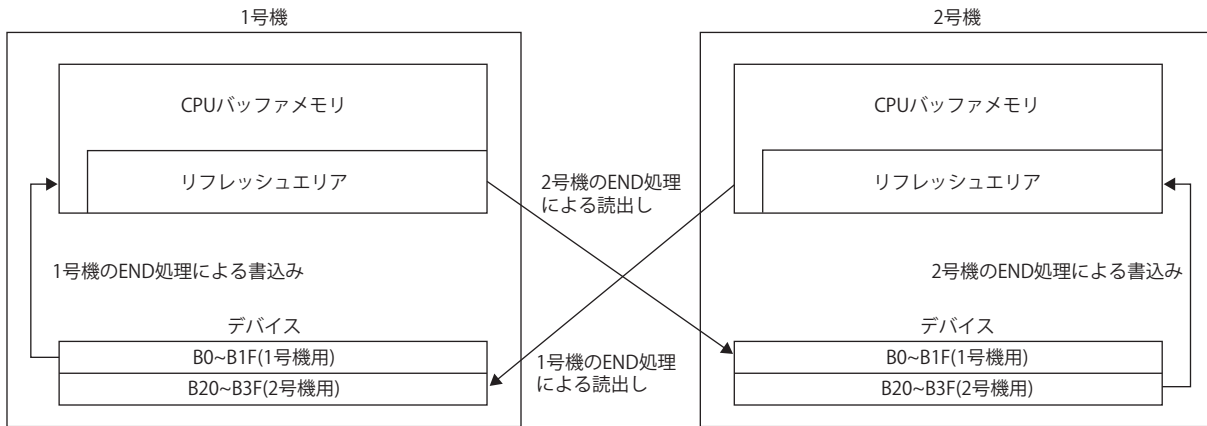 1号機
2号機
CPUバッファメモリ
CPUバッファメモリ
リフレッシュエリア
リフレッシュエリア
2号機のEND処理
による読出し
1号機のEND処理による書込み
2号機のEND処理による書込み
デバイス
デバイス
B0~B1F(1号機用)
B0~B1F(1号機用)
1号機のEND処理
による読出し
B20~B3F(2号機用)
B20~B3F(2号機用)